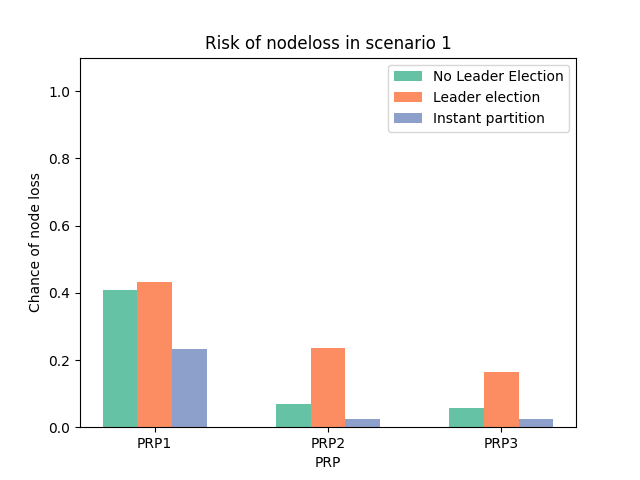 Risk of nodeloss in scenario 1
No Leader Election
Leader election
Instant partition
Chance of node loss
1.0
0.8
0.6
0.4
0.2
0.0
PRP1 PRP2 PRP3
PRP